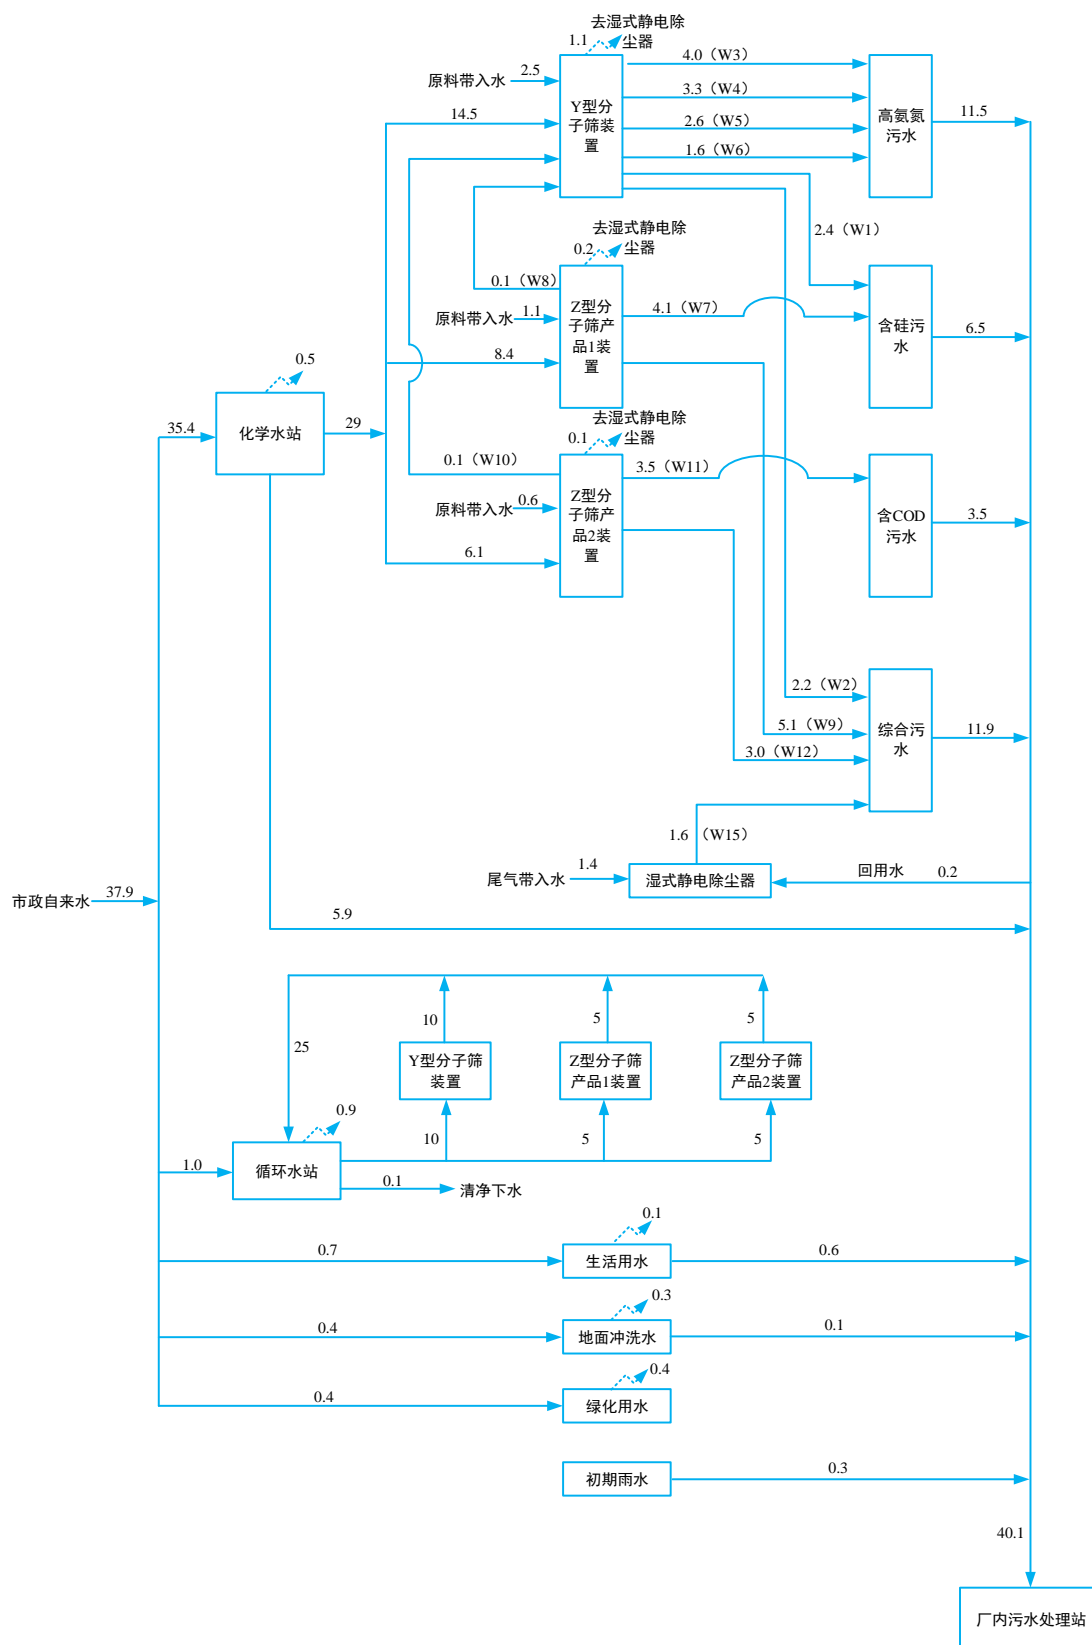 去湿式静电除
尘器
1.1
4.0（W3）
原料带入水
2.5
3.3（W4）
14.5
Y型分
子筛装
置
2.6（W5）
1.6（W6）
高氨氮
污水
11.5
2.4（W1）
去湿式静电除
尘器
0.2
0.1（W8）
原料带入水
1.1
Z型分
子筛产
品1装
置
4.1（W7）
含硅污
水
6.5
8.4
0.5
35.4
化学水站
29
去湿式静电除
尘器
0.1
0.1（W10）
原料带入水
0.6
Z型分
子筛产
品2装
置
3.5（W11）
含COD
污水
3.5
6.1
2.2（W2）
5.1（W9）
3.0（W12）
综合污
水
11.9
1.6（W15）
尾气带入水
1.4
湿式静电除尘器
回用水
0.2
市政自来水
37.9
5.9
10
5
5
25
Y型分子筛
装置
Z型分子筛
产品1装置
Z型分子筛
产品2装置
0.9
10
5
5
1.0
循环水站
0.1
清净下水
0.1
0.7
生活用水
0.6
0.3
0.4
地面冲洗水
0.1
0.4
0.4
绿化用水
初期雨水
0.3
40.1
厂内污水处理站